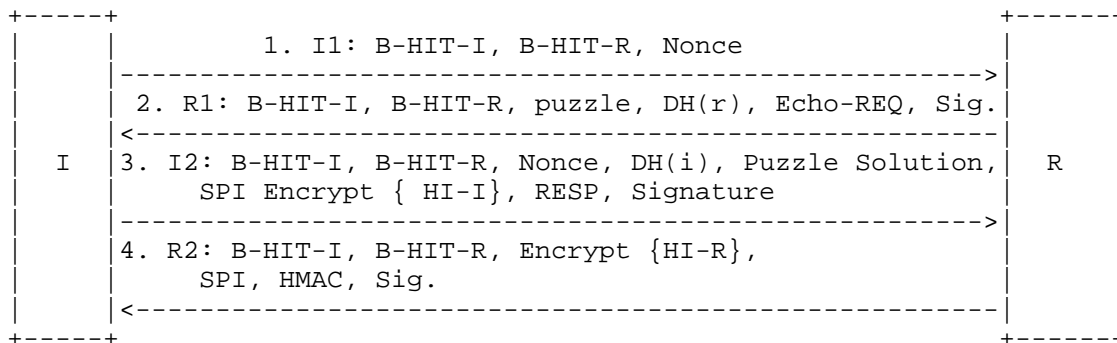 1. I1: B-HIT-I, B-HIT-R, Nonce
2. R1: B-HIT-I, B-HIT-R, puzzle, DH(r), Echo-REQ, Sig.
I 3. I2: B-HIT-I, B-HIT-R, Nonce, DH(i), Puzzle Solution, R
SPI Encrypt { HI-I}, RESP, Signature
4. R2: B-HIT-I, B-HIT-R, Encrypt {HI-R},
SPI, HMAC, Sig.